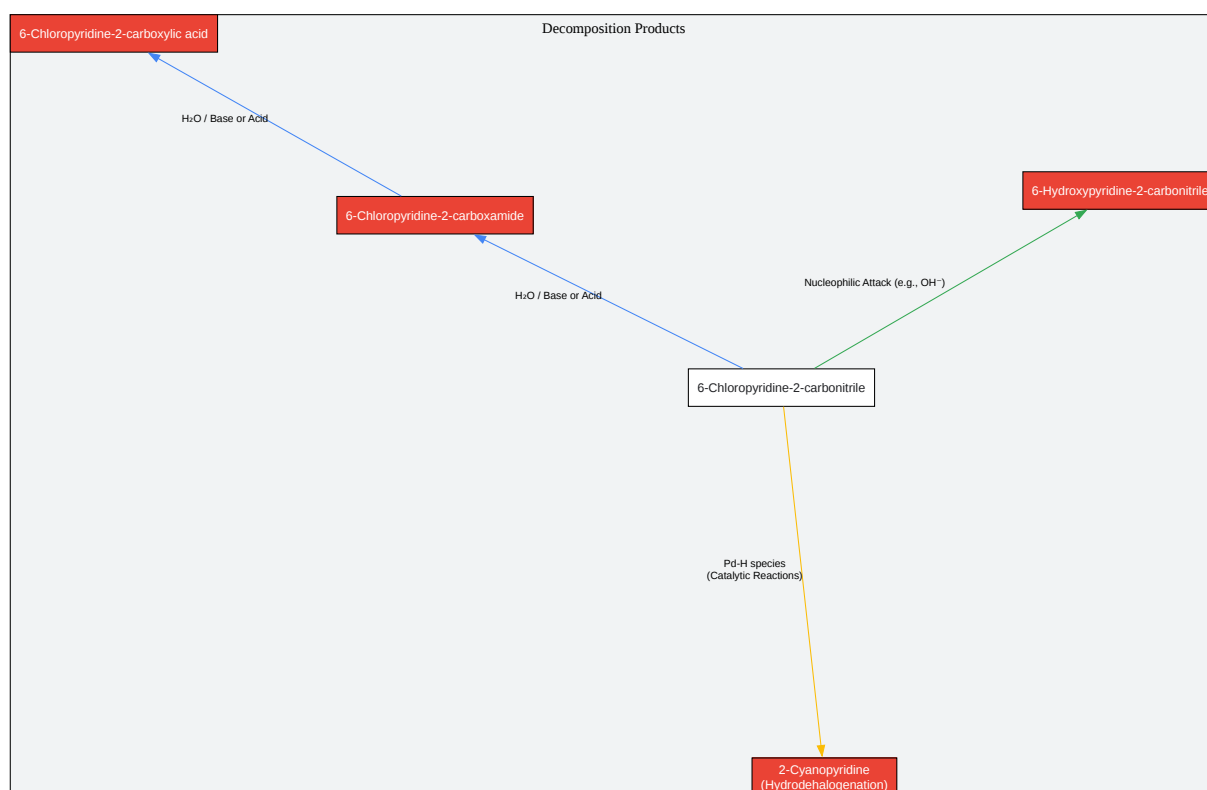 Decomposition Products
6-Chloropyridine-2-carboxylic acid
H₂O / Base or Acid
6-Hydroxypyridine-2-carbonitrile
6-Chloropyridine-2-carboxamide
Nucleophilic Attack (e.g., OH⁻)
H₂O / Base or Acid
6-Chloropyridine-2-carbonitrile
Pd-H species
(Catalytic Reactions)
2-Cyanopyridine
(Hydrodehalogenation)